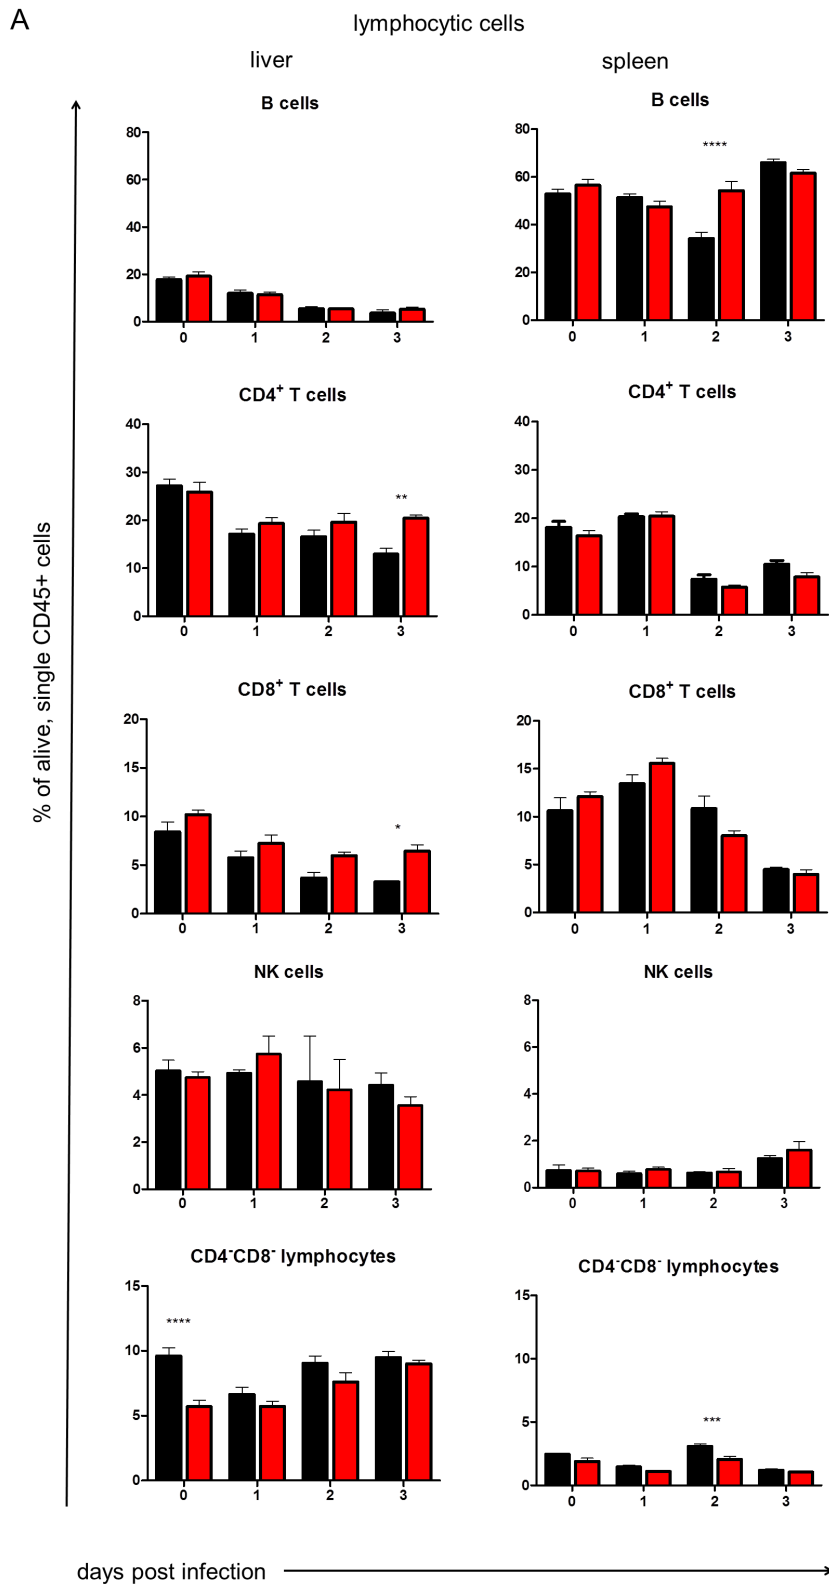 A
lymphocytic cells
liver
spleen
B cells
80
60
40
20
0
0 1 2 3
B cells
80
60
40
20
0
****
0 1 2 3
CD4⁺ T cells
40
30
20
10
0
**
0 1 2 3
CD4⁺ T cells
40
30
20
10
0
0 1 2 3
% of alive, single CD45+ cells
CD8⁺ T cells
20
15
10
5
0
*
0 1 2 3
CD8⁺ T cells
20
15
10
5
0
0 1 2 3
NK cells
8
6
4
2
0
0 1 2 3
NK cells
8
6
4
2
0
0 1 2 3
CD4⁻CD8⁻ lymphocytes
15
10
5
0
****
0 1 2 3
CD4⁻CD8⁻ lymphocytes
15
10
5
0
***
0 1 2 3
days post infection